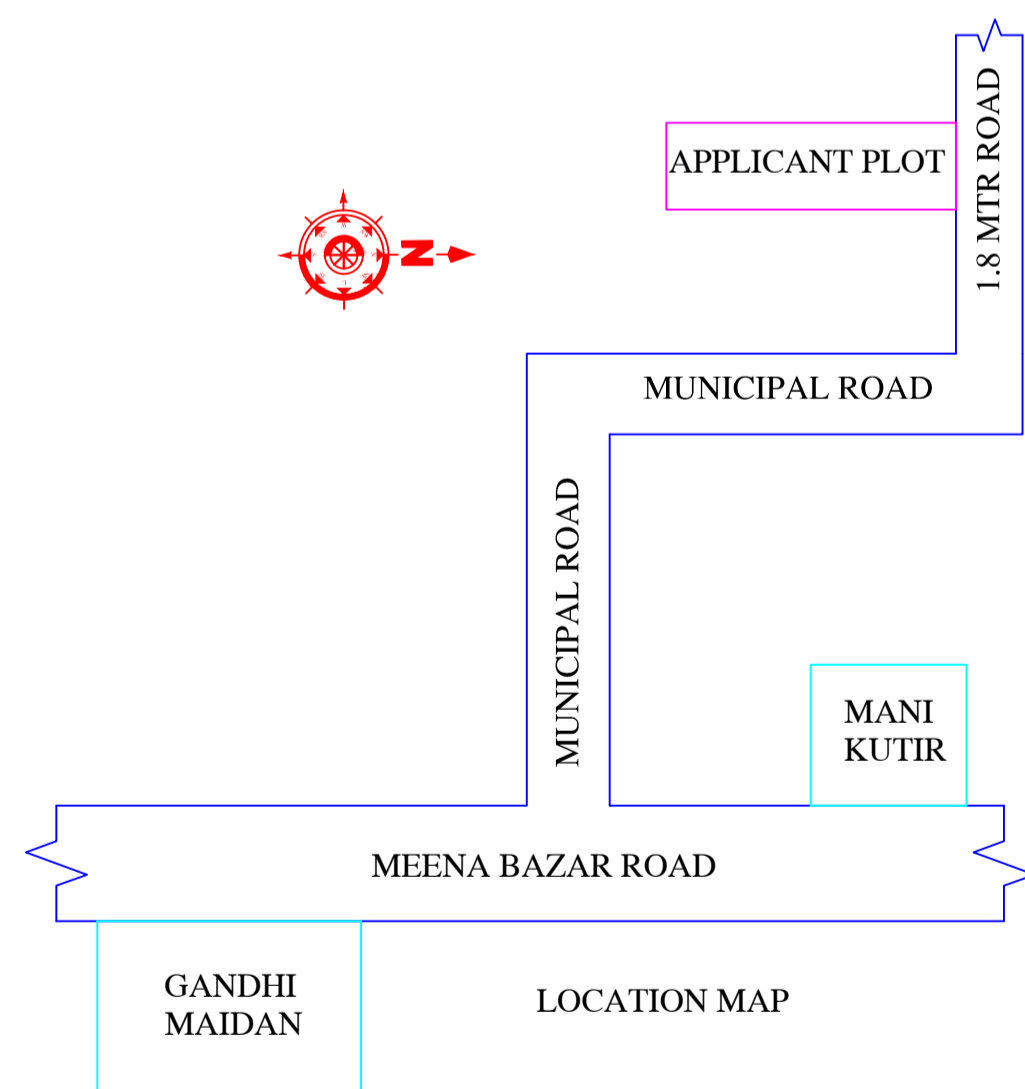 APPLICANT PLOT
1.8 MTR ROAD
N
MUNICIPAL ROAD
MUNICIPAL ROAD
MANI
KUTIR
MEENA BAZAR ROAD
GANDHI
MAIDAN
LOCATION MAP